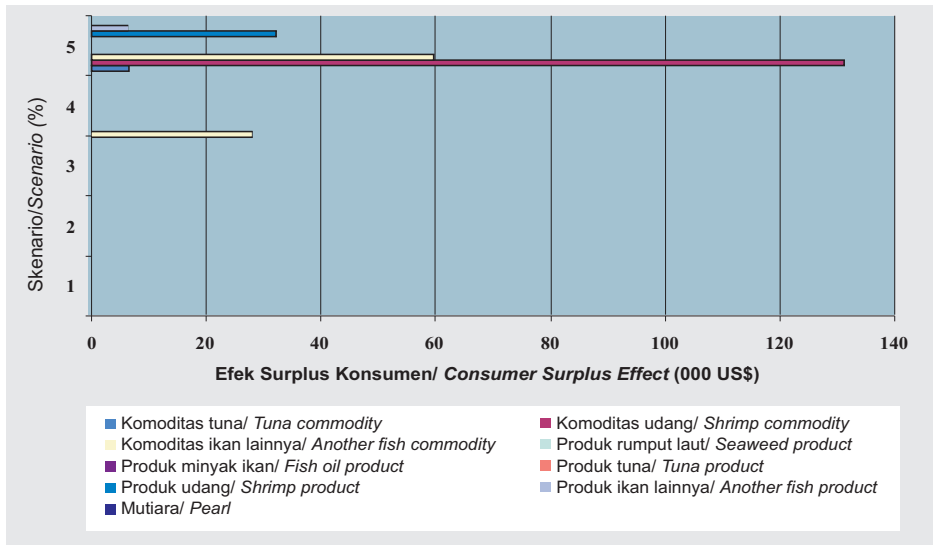 Skenario/Scenario (%)
5
4
3
2
1
0 20 40 60 80 100 120 140
Efek Surplus Konsumen/ Consumer Surplus Effect (000 US$)
Komoditas tuna/ Tuna commodity
Komoditas udang/ Shrimp commodity
Komoditas ikan lainnya/ Another fish commodity
Produk rumput laut/ Seaweed product
Produk minyak ikan/ Fish oil product
Produk tuna/ Tuna product
Produk udang/ Shrimp product
Produk ikan lainnya/ Another fish product
Mutiara/ Pearl